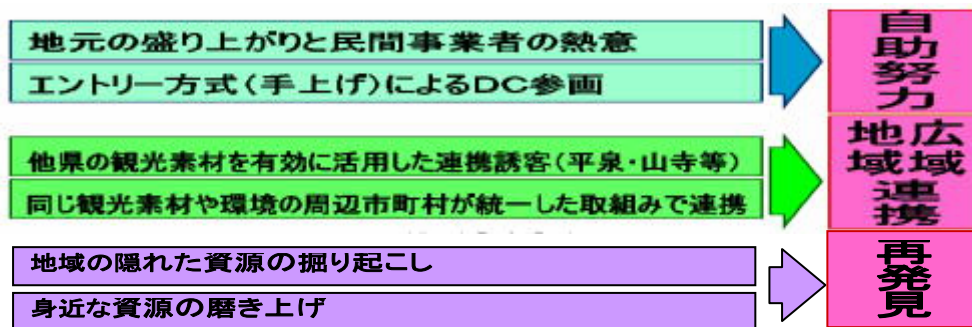 地元の盛り上がりと民間事業者の熱意
エントリー方式(手上げ)によるDC参画
自助努力
他県の観光素材を有効に活用した連携誘客(平泉・山寺等)
同じ観光素材や環境の周辺市町村が統一した取組みで連携
広域
地域
連携
地域の隠れた資源の掘り起こし
身近な資源の磨き上げ
再発見